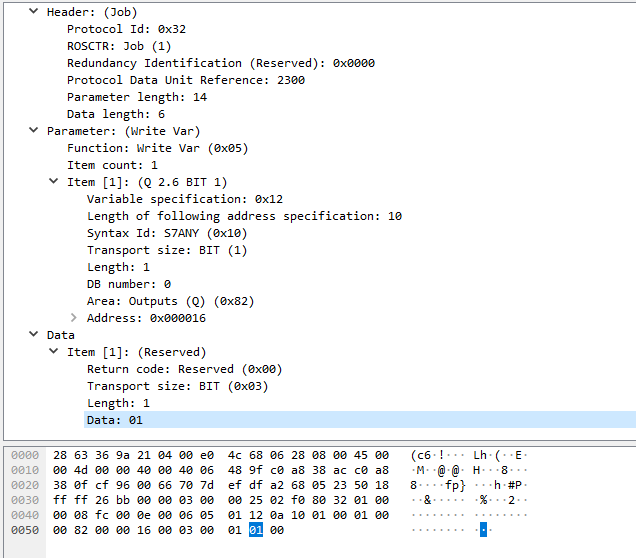 Header: (Job)
Protocol Id: 0x32
ROSCTR: Job (1)
Redundancy Identification (Reserved): 0x0000
Protocol Data Unit Reference: 2300
Parameter length: 14
Data length: 6
Parameter: (Write Var)
Function: Write Var (0x05)
Item count: 1
Item [1]: (Q 2.6 BIT 1)
Variable specification: 0x12
Length of following address specification: 10
Syntax Id: S7ANY (0x10)
Transport size: BIT (1)
Length: 1
DB number: 0
Area: Outputs (Q) (0x82)
Address: 0x000016
Data
Item [1]: (Reserved)
Return code: Reserved (0x00)
Transport size: BIT (0x03)
Length: 1
Data: 01
0000 28 63 36 9a 21 04 00 e0 4c 68 06 28 08 00 45 00 (c6·!··· Lh·(··E·
0010 00 4d 00 00 40 00 40 06 48 9f c0 a8 38 ac c0 a8 ·M··@·@· H···8···
0020 38 0f cf 96 00 66 70 7d ef df a2 68 05 23 50 18 8····fp} ···h·#P·
0030 ff ff 26 bb 00 00 03 00 00 25 02 f0 80 32 01 00 ··&····· ·%···2··
0040 00 08 fc 00 0e 00 06 05 01 12 0a 10 01 00 01 00 ········ ········
0050 00 82 00 00 16 00 03 00 01 01 00 ········ ···